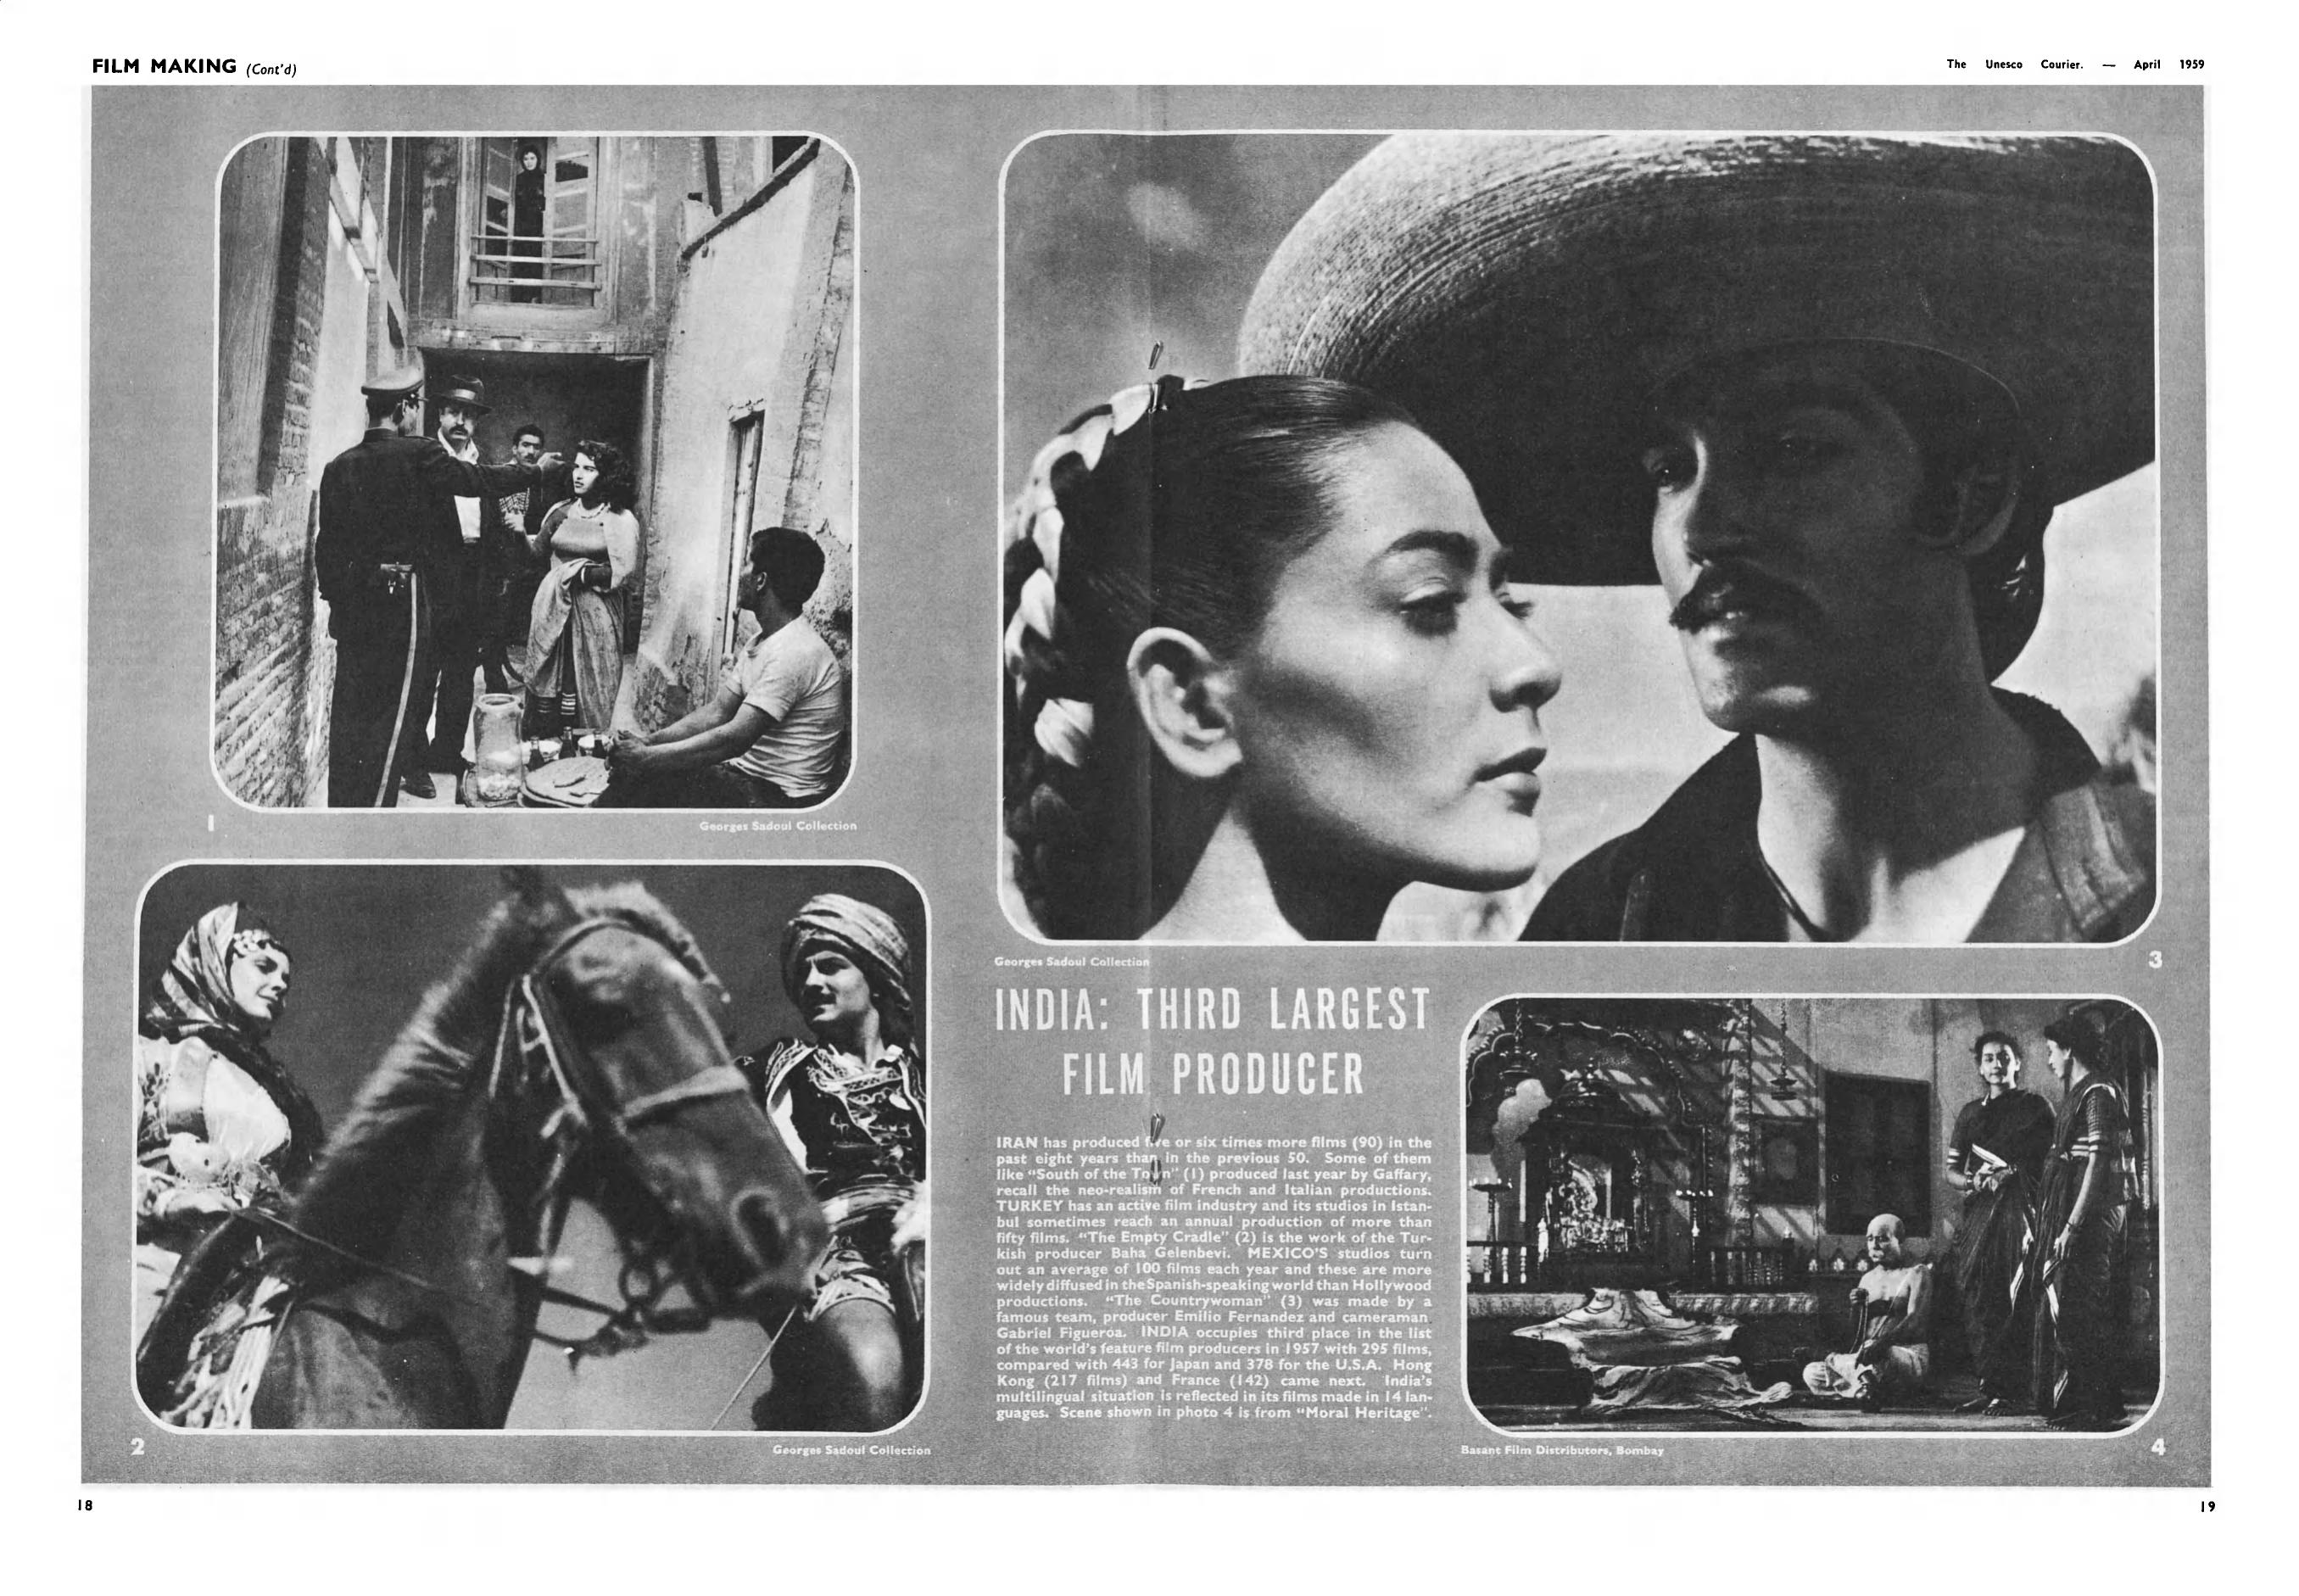 FILM MAKING (Cont'd)
The Unesco Courier. — April 1959
1
Georges Sadoul Collection
2
Georges Sadoul Collection
Georges Sadoul Collection
3
INDIA: THIRD LARGEST
FILM PRODUCER
IRAN has produced five or six times more films (90) in the
past eight years than in the previous 50. Some of them
like "South of the Town" (1) produced last year by Gaffary,
recall the neo-realism of French and Italian productions.
TURKEY has an active film industry and its studios in Istan-
bul sometimes reach an annual production of more than
fifty films. "The Empty Cradle" (2) is the work of the Tur-
kish producer Baha Gelenbevi. MEXICO'S studios turn
out an average of 100 films each year and these are more
widely diffused in the Spanish-speaking world than Hollywood
productions. "The Countrywoman" (3) was made by a
famous team, producer Emilio Fernandez and cameraman
Gabriel Figueroa. INDIA occupies third place in the list
of the world's feature film producers in 1957 with 295 films,
compared with 443 for Japan and 378 for the U.S.A. Hong
Kong (217 films) and France (142) came next. India's
multilingual situation is reflected in its films made in 14 lan-
guages. Scene shown in photo 4 is from "Moral Heritage".
Basant Film Distributors, Bombay
4
18
19